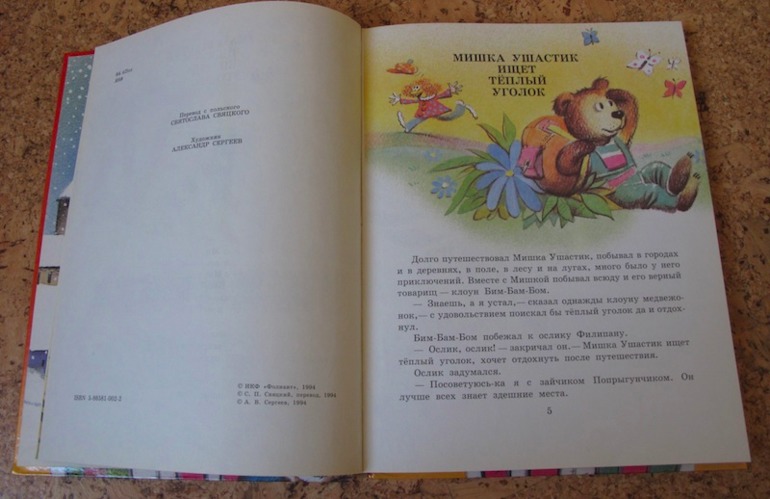 Перевод с польского
СВЯТОСЛАВА СВЯЦКОГО
Художник
АЛЕКСАНДР СЕРГЕЕВ
ISBN
© ИКФ «Фолиант», 1994
© С. П. Свяцкий, перевод, 1994
© А. В. Сергеев, 1994
МИШКА УШАСТИК
ИЩЕТ
ТЁПЛЫЙ
УГОЛОК
Долго путешествовал Мишка Ушастик, побывал в городах
и в деревнях, в поле, в лесу и на лугах, много было у него
приключений. Вместе с Мишкой побывал всюду и его верный
товарищ — клоун Бим-Бам-Бом.
— Знаешь, а я устал,— сказал однажды клоуну медвежо-
нок,— с удовольствием поискал бы тёплый уголок да и отдох-
нул.
Бим-Бам-Бом побежал к ослику Филипану.
— Ослик, ослик! — закричал он.— Мишка Ушастик ищет
тёплый уголок, хочет отдохнуть после путешествия.
Ослик задумался.
— Посоветуюсь-ка я с зайчиком Попрыгунчиком. Он
лучше всех знает здешние места.
5